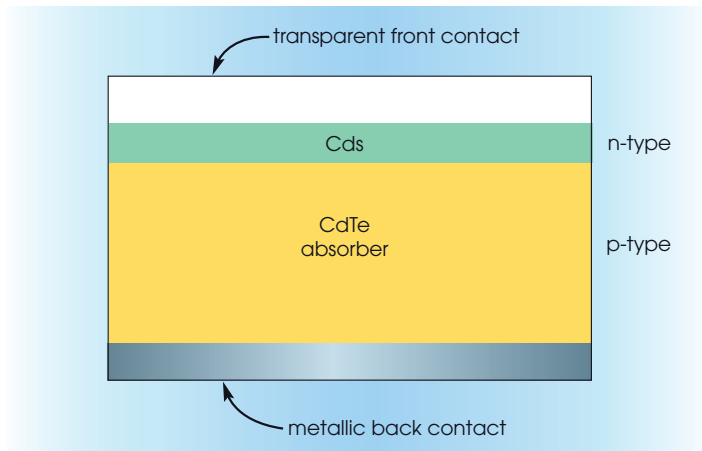 transparent front contact
Cds
n-type
CdTe
absorber
p-type
metallic back contact